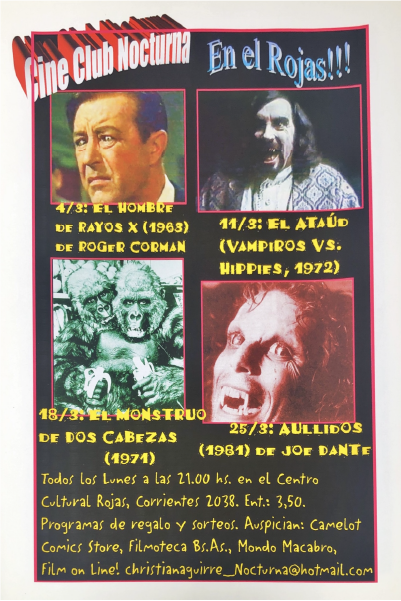 Cine Club Nocturna
En el Rojas!!!
4/3: EL HOMBRE
DE RAYOS X (1963)
DE ROGER CORMAN
11/3: EL ATAÚD
(VAMPIROS VS.
HIPPIES, 1972)
18/3: EL MONSTRUO
DE DOS CABEZAS
(1971)
25/3: AULLIDOS
(1981) DE JOE DANTE
Todos los Lunes a las 21.00 hs. en el Centro
Cultural Rojas, Corrientes 2038. Ent.: 3,50.
Programas de regalo y sorteos. Auspician: Camelot
Comics Store, Filmoteca Bs.As., Mondo Macabro,
Film on Line! christianaguirre_Nocturna@hotmail.com